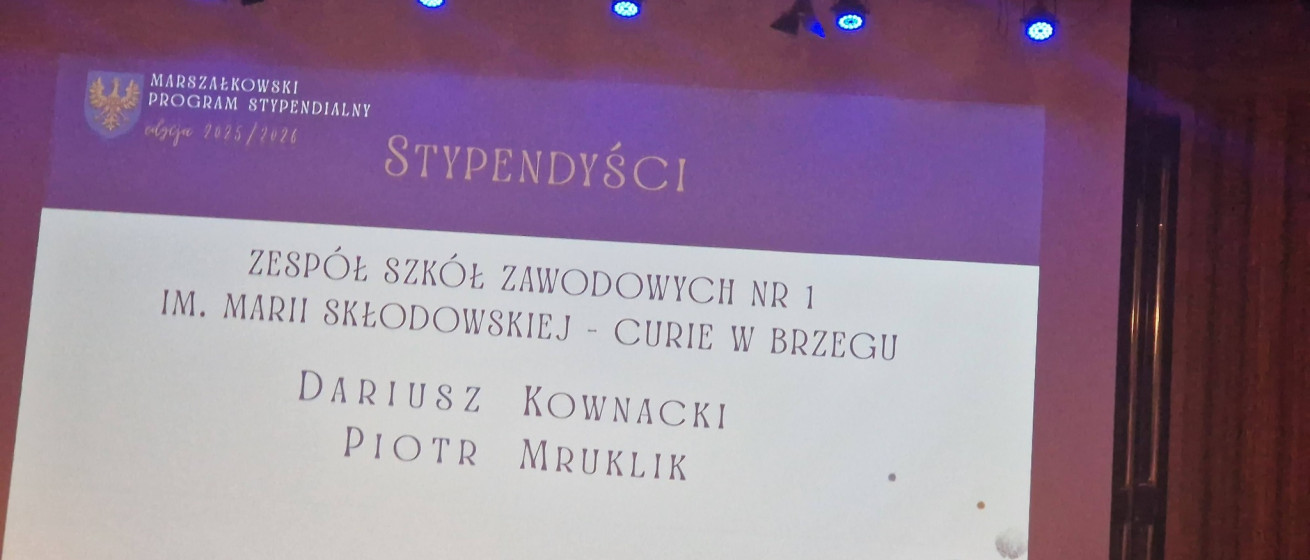 MARSZAŁKOWSKI
PROGRAM STYPENDIALNY
edycja 2025/2026
STYPENDYŚCI
ZESPÓŁ SZKÓŁ ZAWODOWYCH NR 1
IM. MARII SKŁODOWSKIEJ - CURIE W BRZEGU
DARIUSZ KOWNACKI
PIOTR MRUKLIK